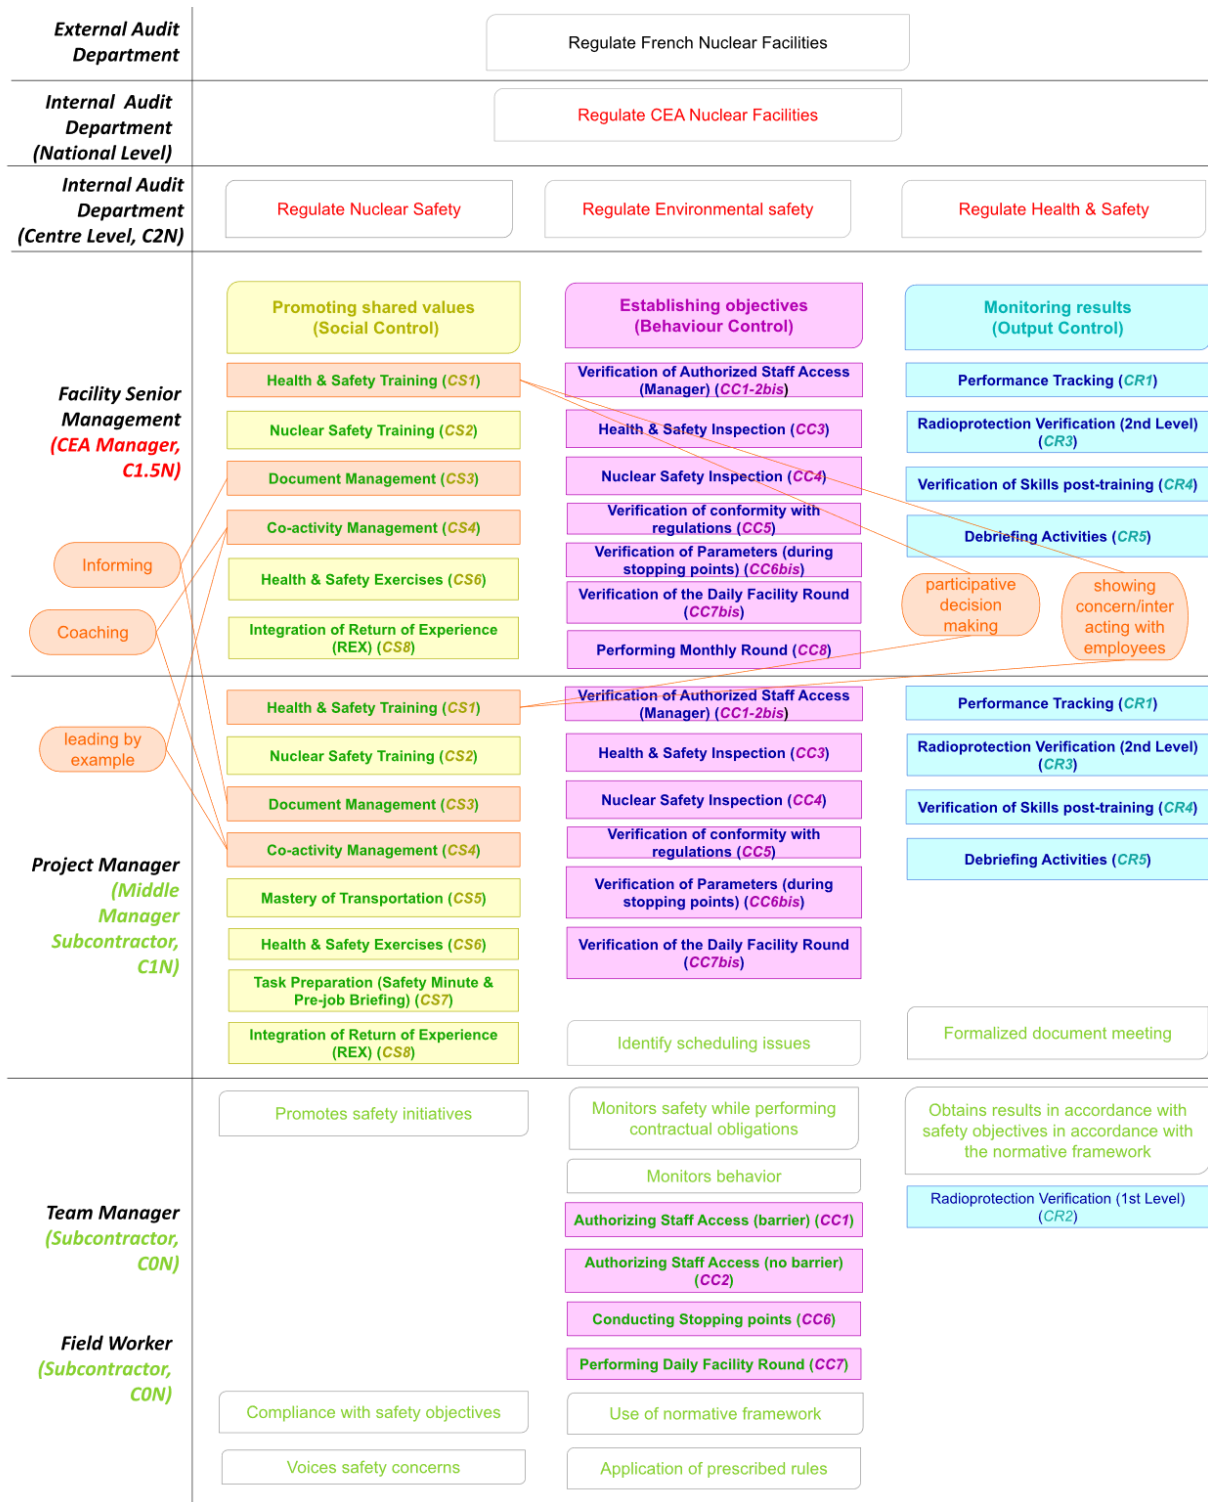 External Audit
Department
Regulate French Nuclear Facilities
Internal Audit
Department
(National Level)
Regulate CEA Nuclear Facilities
Internal Audit
Department
(Centre Level, C2N)
Regulate Nuclear Safety
Regulate Environmental safety
Regulate Health & Safety
Facility Senior
Management
(CEA Manager,
C1.5N)
Promoting shared values
(Social Control)
Health & Safety Training (CS1)
Nuclear Safety Training (CS2)
Document Management (CS3)
Co-activity Management (CS4)
Health & Safety Exercises (CS6)
Integration of Return of Experience
(REX) (CS8)
Establishing objectives
(Behaviour Control)
Verification of Authorized Staff Access
(Manager) (CC1-2bis)
Health & Safety Inspection (CC3)
Nuclear Safety Inspection (CC4)
Verification of conformity with
regulations (CC5)
Verification of Parameters (during
stopping points) (CC6bis)
Verification of the Daily Facility Round
(CC7bis)
Performing Monthly Round (CC8)
Monitoring results
(Output Control)
Performance Tracking (CR1)
Radioprotection Verification (2nd Level)
(CR3)
Verification of Skills post-training (CR4)
Debriefing Activities (CR5)
Informing
Coaching
leading by
example
participative
decision
making
showing
concern/inter
acting with
employees
Project Manager
(Middle
Manager
Subcontractor,
C1N)
Health & Safety Training (CS1)
Nuclear Safety Training (CS2)
Document Management (CS3)
Co-activity Management (CS4)
Mastery of Transportation (CS5)
Health & Safety Exercises (CS6)
Task Preparation (Safety Minute &
Pre-job Briefing) (CS7)
Integration of Return of Experience
(REX) (CS8)
Verification of Authorized Staff Access
(Manager) (CC1-2bis)
Health & Safety Inspection (CC3)
Nuclear Safety Inspection (CC4)
Verification of conformity with
regulations (CC5)
Verification of Parameters (during
stopping points) (CC6bis)
Verification of the Daily Facility Round
(CC7bis)
Identify scheduling issues
Performance Tracking (CR1)
Radioprotection Verification (2nd Level)
(CR3)
Verification of Skills post-training (CR4)
Debriefing Activities (CR5)
Formalized document meeting
Team Manager
(Subcontractor,
C0N)
Field Worker
(Subcontractor,
C0N)
Promotes safety initiatives
Compliance with safety objectives
Voices safety concerns
Monitors safety while performing
contractual obligations
Monitors behavior
Authorizing Staff Access (barrier) (CC1)
Authorizing Staff Access (no barrier)
(CC2)
Conducting Stopping points (CC6)
Performing Daily Facility Round (CC7)
Use of normative framework
Application of prescribed rules
Obtains results in accordance with
safety objectives in accordance with
the normative framework
Radioprotection Verification (1st Level)
(CR2)